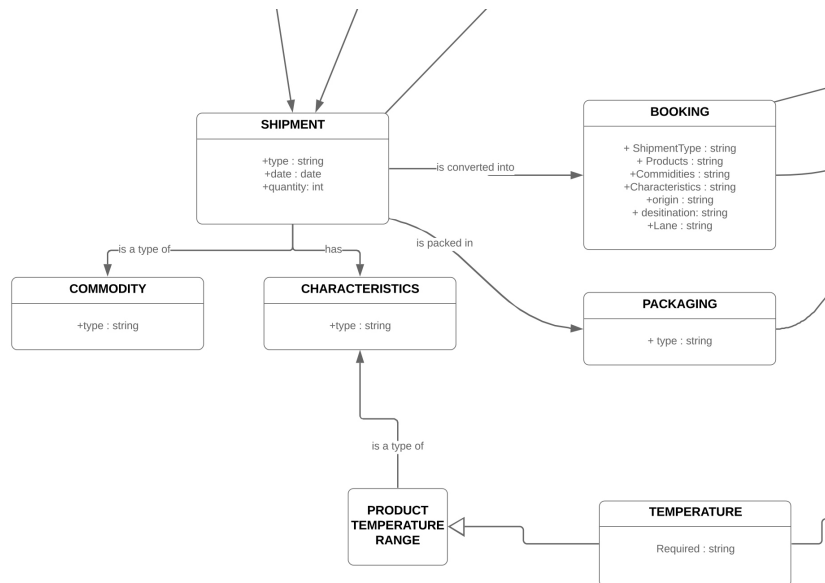 SHIPMENT
+type : string
+date : date
+quantity: int
is converted into
BOOKING
+ ShipmentType : string
+ Products : string
+Commidities : string
+Characteristics : string
+origin : string
+ desitination: string
+Lane : string
is a type of
has
is packed in
COMMODITY
+type : string
CHARACTERISTICS
+type : string
PACKAGING
+ type : string
is a type of
PRODUCT
TEMPERATURE
RANGE
TEMPERATURE
Required : string